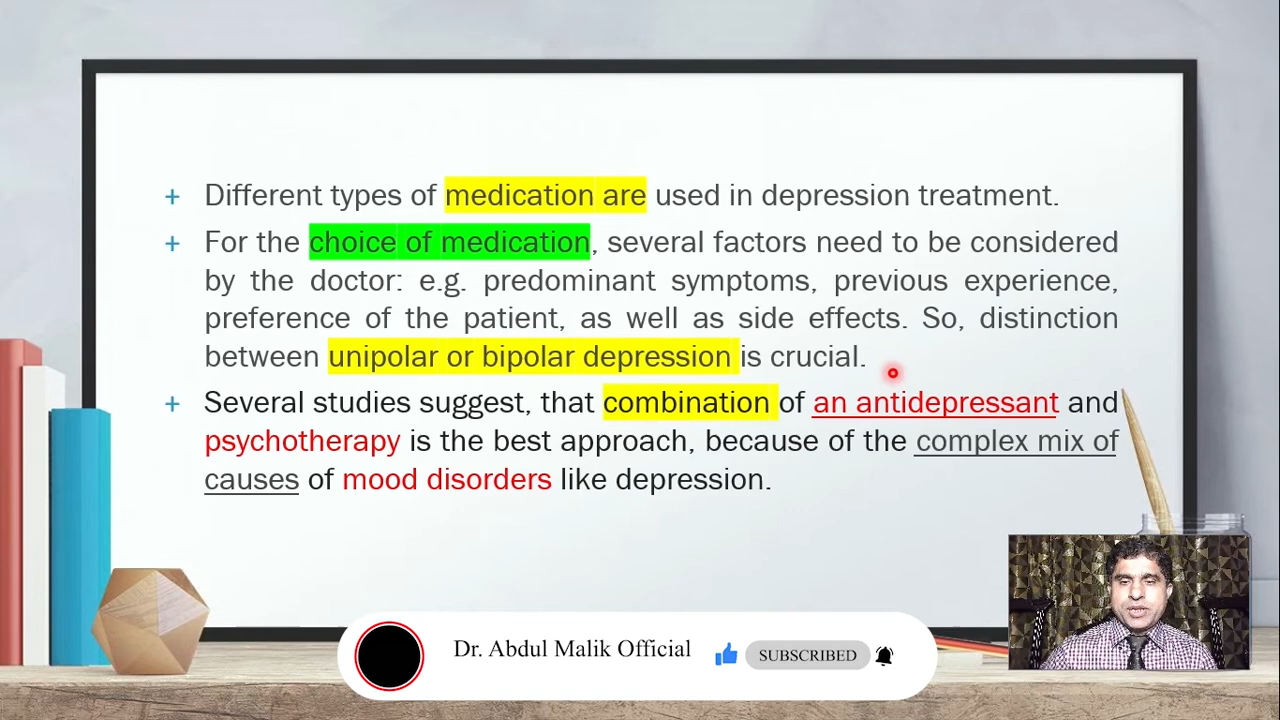 + Different types of medication are used in depression treatment.
+ For the choice of medication, several factors need to be considered
by the doctor: e.g. predominant symptoms, previous experience,
preference of the patient, as well as side effects. So, distinction
between unipolar or bipolar depression is crucial.
+ Several studies suggest, that combination of an antidepressant and
psychotherapy is the best approach, because of the complex mix of
causes of mood disorders like depression.
Dr. Abdul Malik Official
SUBSCRIBED